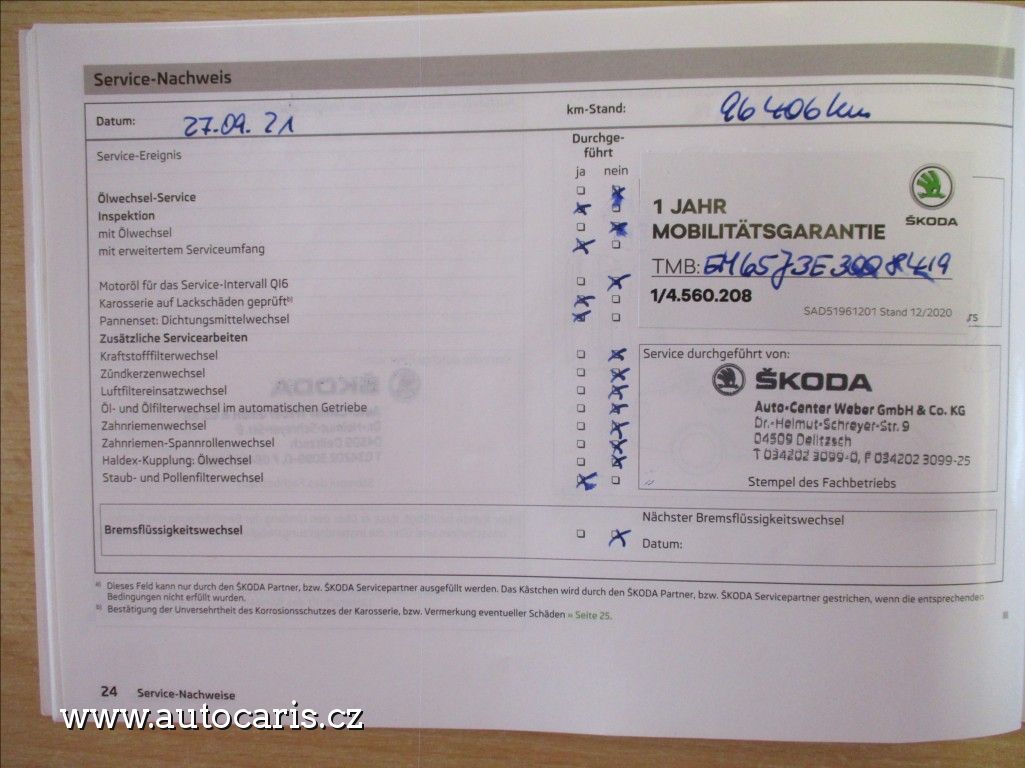 Service-Nachweis
Datum: 27.09.21
km-Stand: 96406km
Service-Ereignis
Durchge-
führt
ja nein
Ölwechsel-Service
Inspektion
mit Ölwechsel
mit erweitertem Serviceumfang
Motoröl für das Service-Intervall QI6
Karosserie auf Lackschäden geprüft b)
Pannenset: Dichtungsmittelwechsel
Zusätzliche Servicearbeiten
Kraftstofffilterwechsel
Zündkerzenwechsel
Luftfiltereinsatzwechsel
Öl- und Ölfilterwechsel im automatischen Getriebe
Zahnriemenwechsel
Zahnriemen-Spannrollenwechsel
Haldex-Kupplung: Ölwechsel
Staub- und Pollenfilterwechsel
ŠKODA
1 JAHR
MOBILITÄTSGARANTIE
TMB:
1/4.560.208
SAD51961201 Stand 12/2020
Service durchgeführt von:
ŠKODA
Auto-Center Weber GmbH & Co. KG
Dr.-Helmut-Schreyer-Str. 9
04509 Delitzsch
T 034202 3099-0, F 034202 3099-25
Stempel des Fachbetriebs
Bremsflüssigkeitswechsel
Nächster Bremsflüssigkeitswechsel
Datum:
a) Dieses Feld kann nur durch den ŠKODA Partner, bzw. ŠKODA Servicepartner ausgefüllt werden. Das Kästchen wird durch den ŠKODA Partner, bzw. ŠKODA Servicepartner gestrichen, wenn die entsprechenden
Bedingungen nicht erfüllt wurden.
b) Bestätigung der Unversehrtheit des Korrosionsschutzes der Karosserie, bzw. Vermerkung eventueller Schäden » Seite 25.
24 Service-Nachweise
www.autocaris.cz